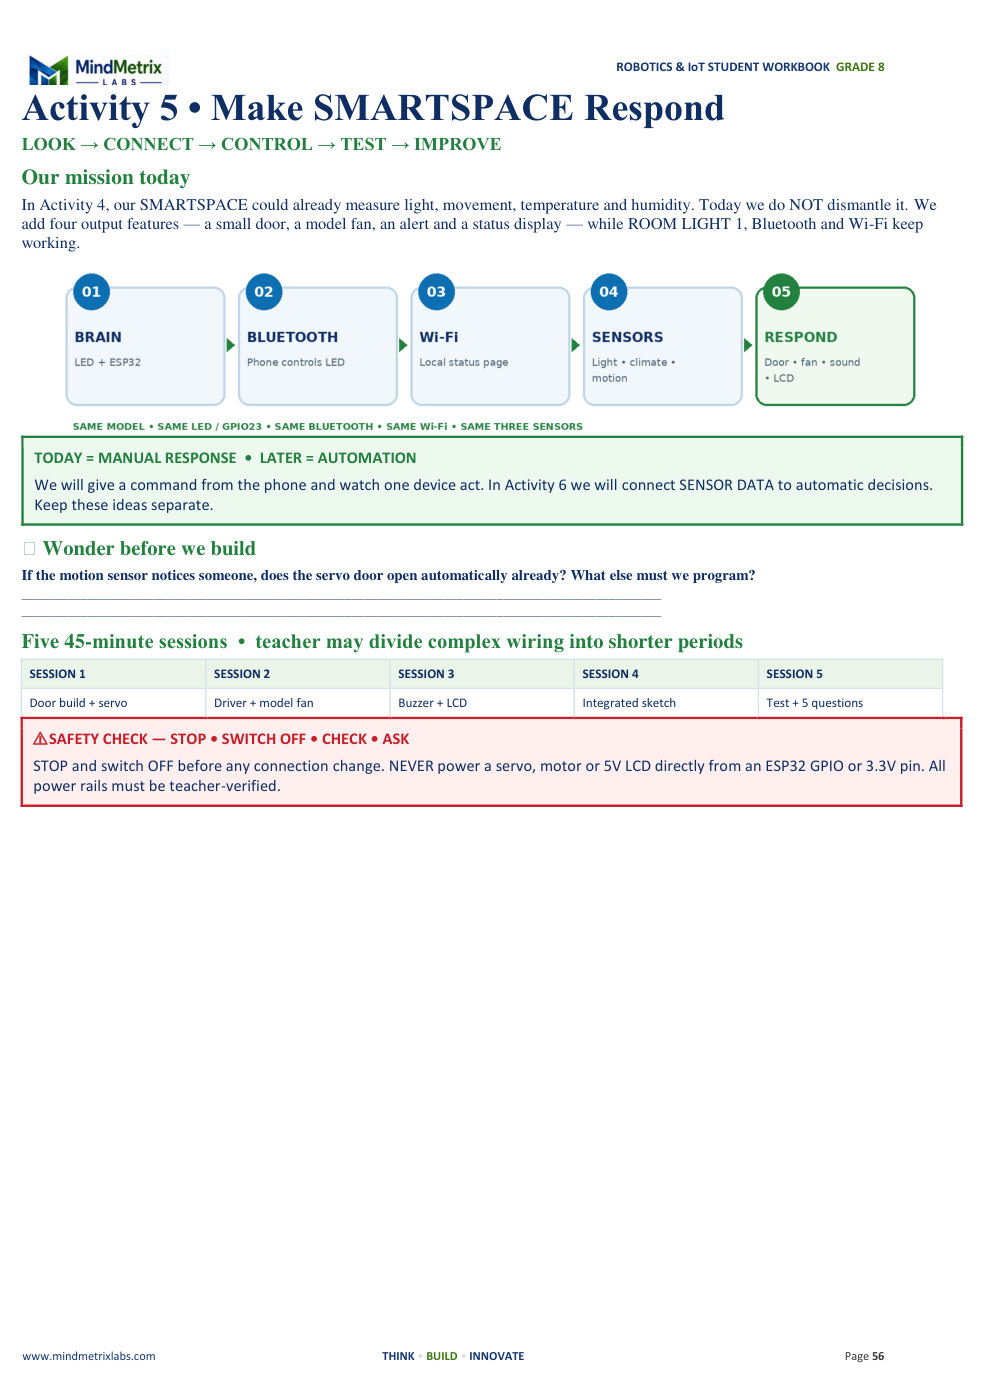 MindMetrix
LABS
ROBOTICS & IoT STUDENT WORKBOOK GRADE 8
Activity 5 • Make SMARTSPACE Respond
LOOK → CONNECT → CONTROL → TEST → IMPROVE
Our mission today
In Activity 4, our SMARTSPACE could already measure light, movement, temperature and humidity. Today we do NOT dismantle it. We
add four output features — a small door, a model fan, an alert and a status display — while ROOM LIGHT 1, Bluetooth and Wi-Fi keep
working.
01
BRAIN
LED + ESP32
02
BLUETOOTH
Phone controls LED
03
Wi-Fi
Local status page
04
SENSORS
Light • climate •
motion
05
RESPOND
Door • fan • sound
• LCD
SAME MODEL • SAME LED / GPIO23 • SAME BLUETOOTH • SAME Wi-Fi • SAME THREE SENSORS
TODAY = MANUAL RESPONSE • LATER = AUTOMATION
We will give a command from the phone and watch one device act. In Activity 6 we will connect SENSOR DATA to automatic decisions.
Keep these ideas separate.
Wonder before we build
If the motion sensor notices someone, does the servo door open automatically already? What else must we program?
Five 45-minute sessions • teacher may divide complex wiring into shorter periods
SESSION 1 SESSION 2 SESSION 3 SESSION 4 SESSION 5
Door build + servo Driver + model fan Buzzer + LCD Integrated sketch Test + 5 questions
⚠SAFETY CHECK — STOP • SWITCH OFF • CHECK • ASK
STOP and switch OFF before any connection change. NEVER power a servo, motor or 5V LCD directly from an ESP32 GPIO or 3.3V pin. All
power rails must be teacher-verified.
www.mindmetrixlabs.com THINK • BUILD • INNOVATE Page 56